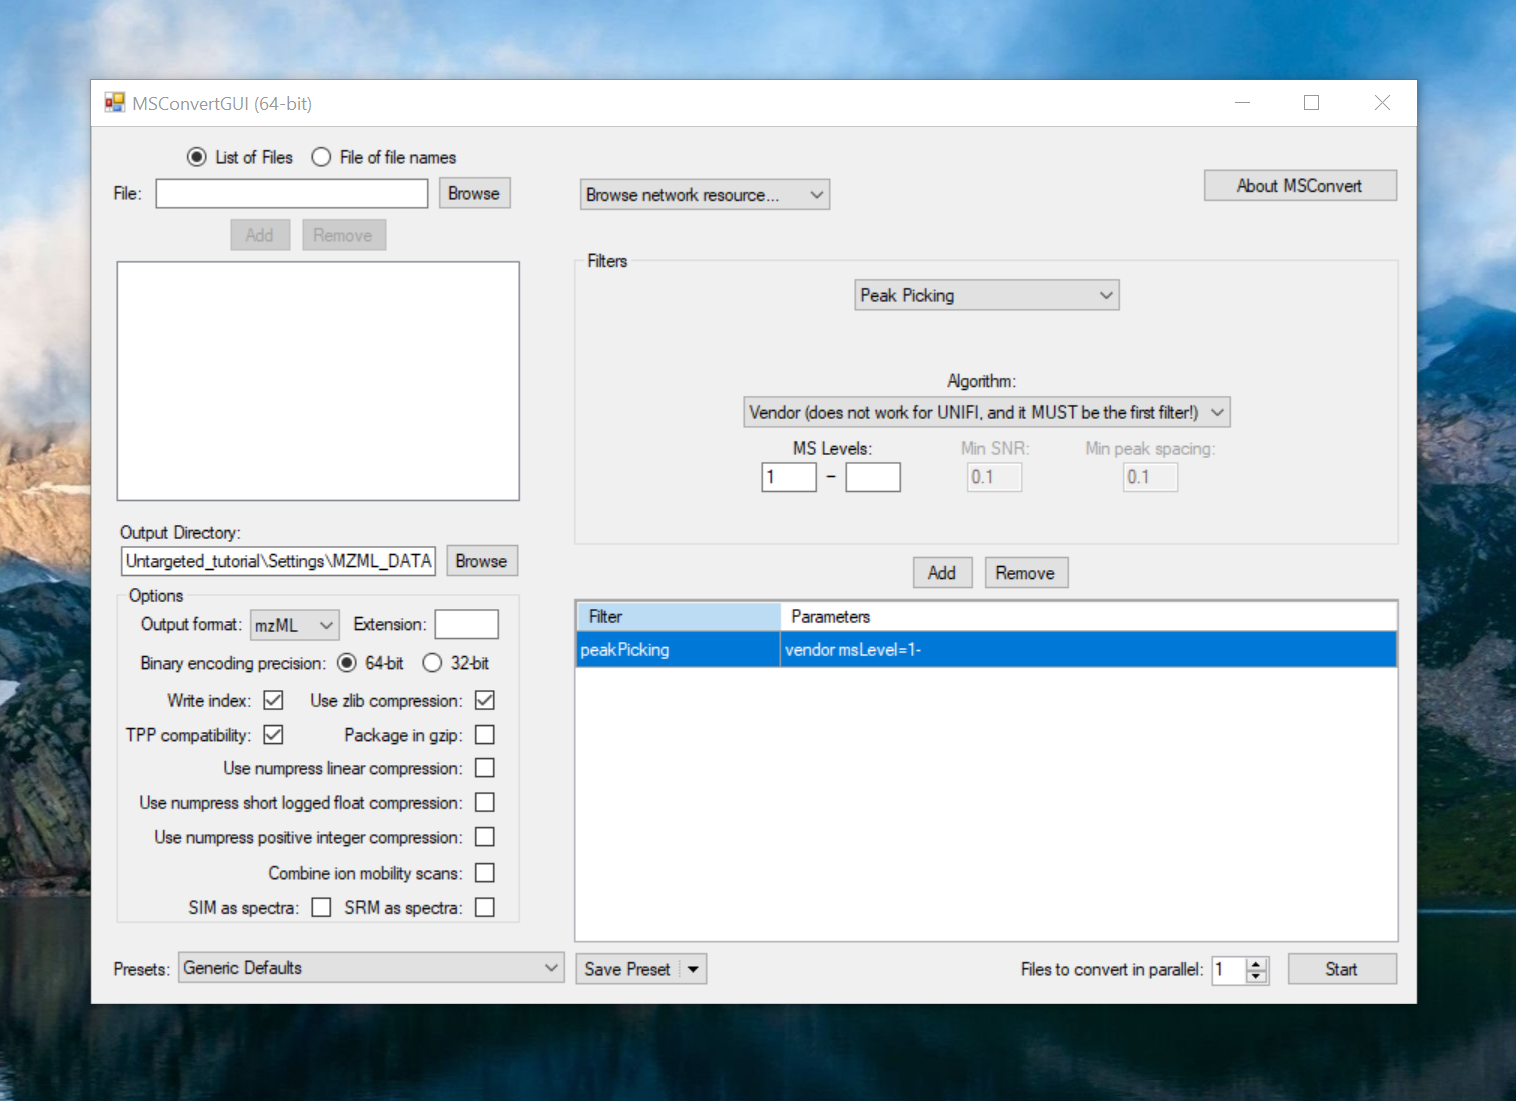 MSConvertGUI (64-bit)
List of Files File of file names
File: Browse
Browse network resource...
About MSConvert
Add Remove
Filters
Peak Picking
Algorithm:
Vendor (does not work for UNIFI, and it MUST be the first filter!)
MS Levels: Min SNR: Min peak spacing:
1 - 0.1 0.1
Output Directory:
Untargeted_tutorial\Settings\MZML_DATA Browse
Add Remove
Options
Output format: mzML Extension:
Binary encoding precision: 64-bit 32-bit
Write index: Use zlib compression:
TPP compatibility: Package in gzip:
Use numpress linear compression:
Use numpress short logged float compression:
Use numpress positive integer compression:
Combine ion mobility scans:
SIM as spectra: SRM as spectra:
Filter Parameters
peakPicking vendor msLevel=1-
Presets: Generic Defaults Save Preset
Files to convert in parallel: 1 Start